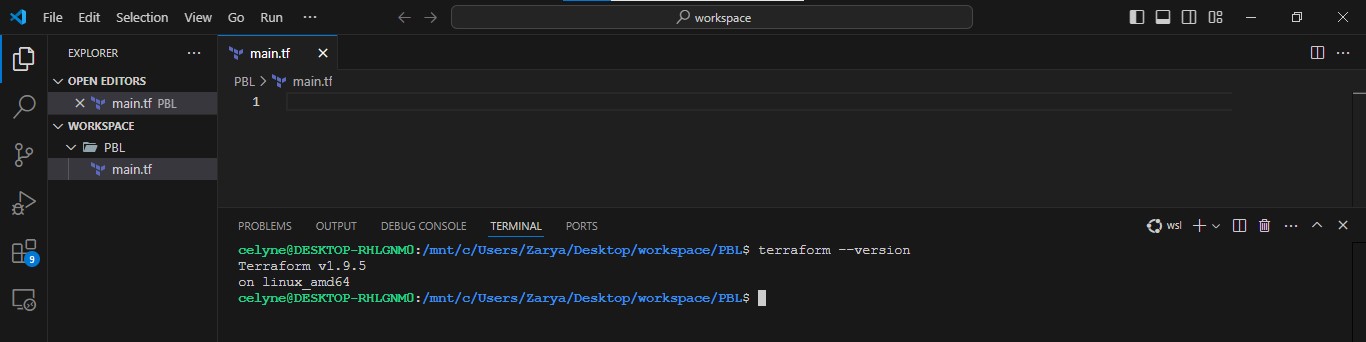 File Edit Selection View Go Run ···
workspace
EXPLORER ···
OPEN EDITORS
main.tf PBL
WORKSPACE
PBL
main.tf
9
main.tf
PBL > main.tf
1
PROBLEMS OUTPUT DEBUG CONSOLE TERMINAL PORTS
wsl
celyne@DESKTOP-RHLGNM0:/mnt/c/Users/Zarya/Desktop/workspace/PBL$ terraform --version
Terraform v1.9.5
on linux_amd64
celyne@DESKTOP-RHLGNM0:/mnt/c/Users/Zarya/Desktop/workspace/PBL$